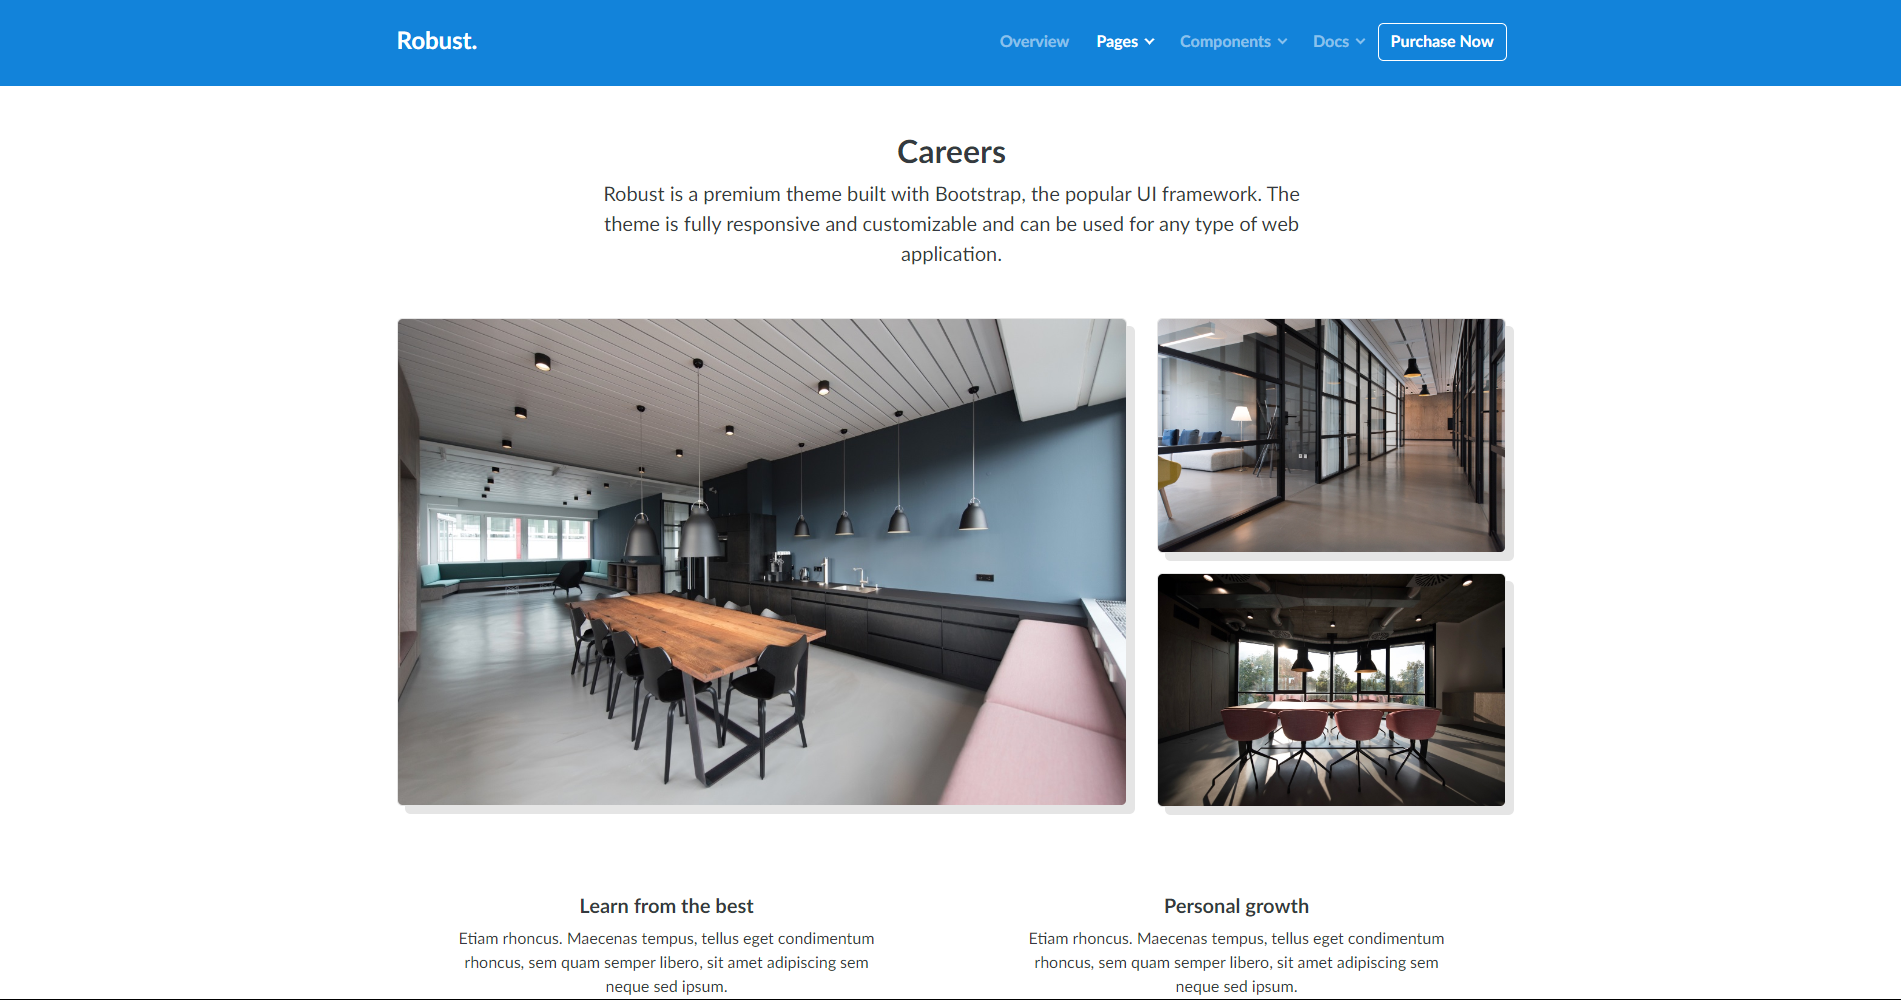 Robust.
Overview Pages Components Docs Purchase Now
Careers
Robust is a premium theme built with Bootstrap, the popular UI framework. The
theme is fully responsive and customizable and can be used for any type of web
application.
Learn from the best
Etiam rhoncus. Maecenas tempus, tellus eget condimentum
rhoncus, sem quam semper libero, sit amet adipiscing sem
neque sed ipsum.
Personal growth
Etiam rhoncus. Maecenas tempus, tellus eget condimentum
rhoncus, sem quam semper libero, sit amet adipiscing sem
neque sed ipsum.